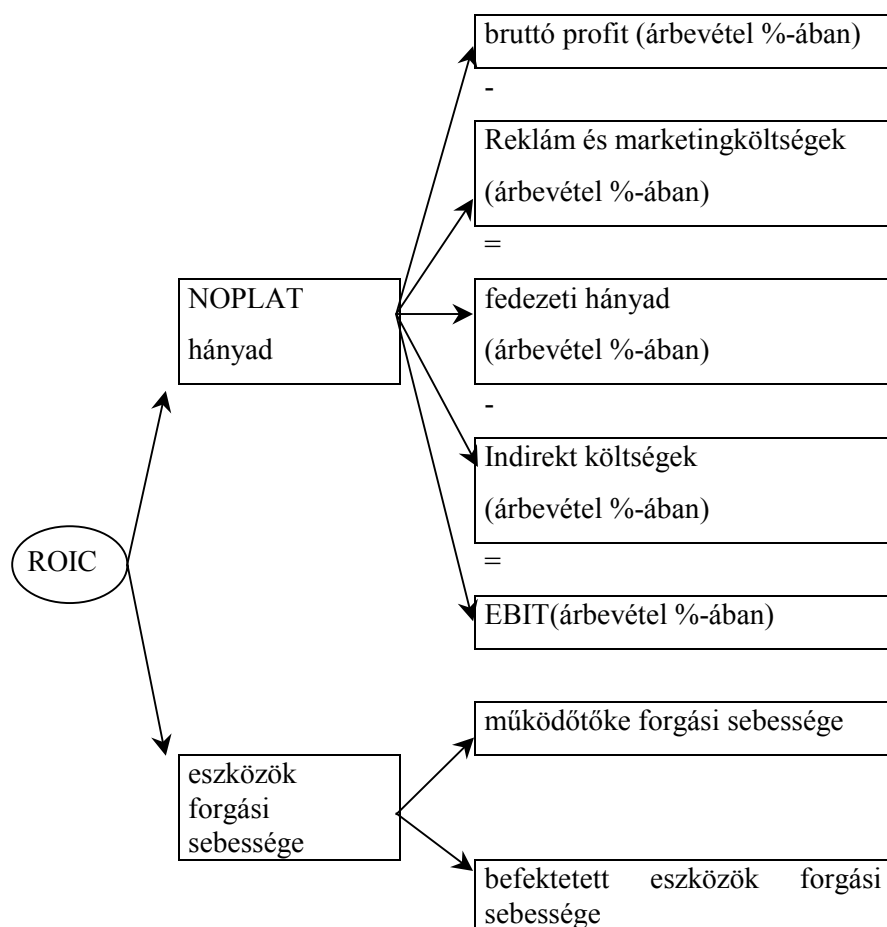 bruttó profit (árbevétel %-ában)
-
Reklám és marketingköltségek
(árbevétel %-ában)
=
NOPLAT
hányad
fedezeti hányad
(árbevétel %-ában)
-
Indirekt költségek
(árbevétel %-ában)
=
ROIC
EBIT(árbevétel %-ában)
működőtőke forgási sebessége
eszközök
forgási
sebessége
befektetett eszközök forgási
sebessége